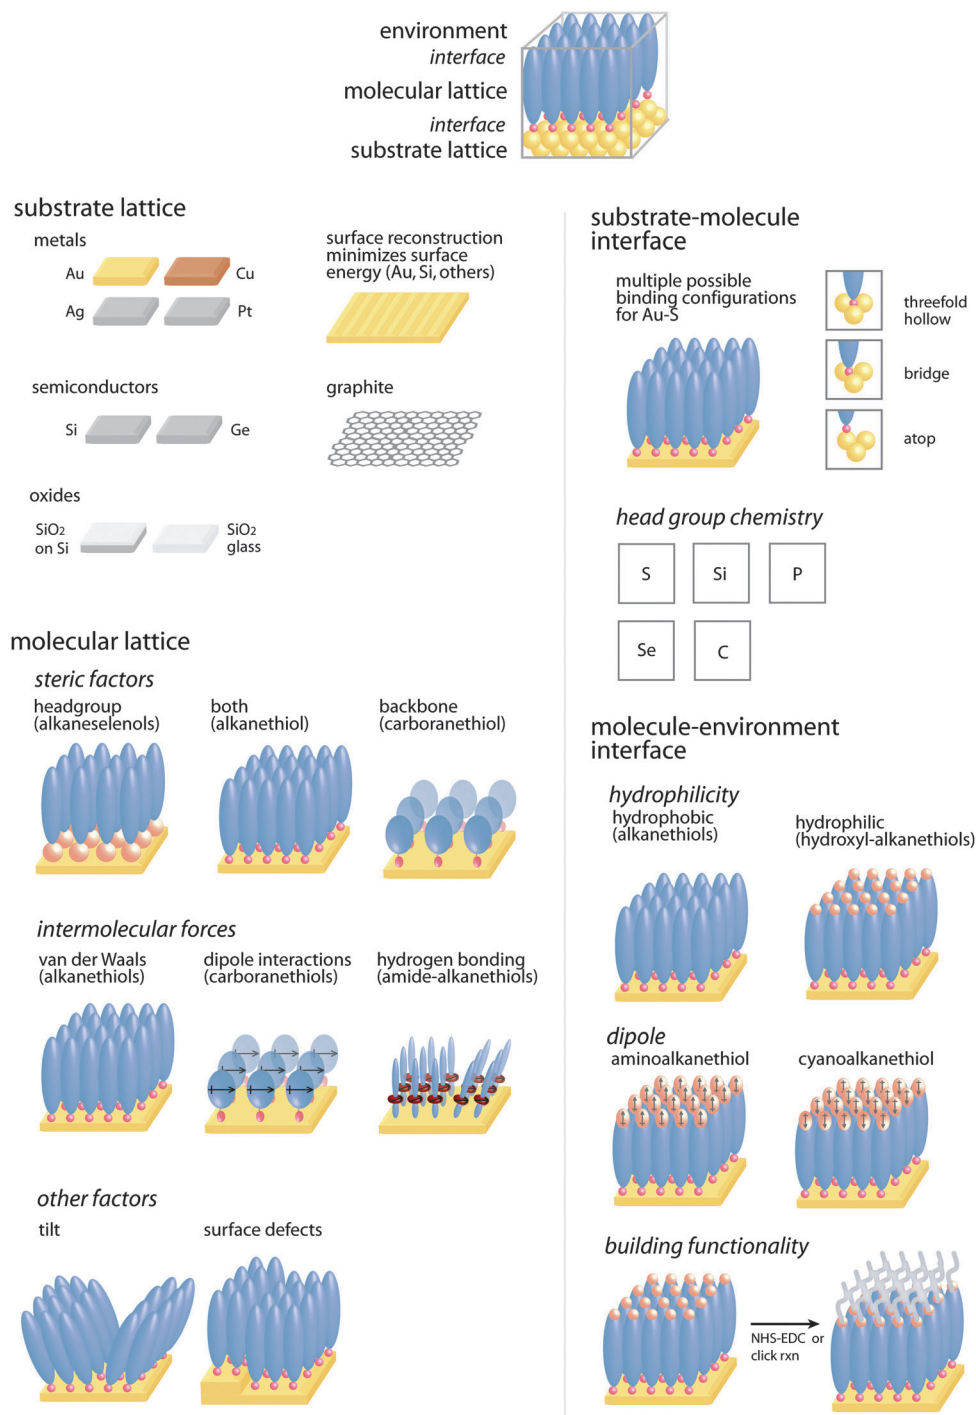 environment
interface
molecular lattice
interface
substrate lattice
substrate lattice
metals
Au
Cu
Ag
Pt
surface reconstruction
minimizes surface
energy (Au, Si, others)
semiconductors
Si
Ge
graphite
oxides
SiO₂
on Si
SiO₂
glass
molecular lattice
steric factors
headgroup
(alkaneselenols)
both
(alkanethiol)
backbone
(carboranethiol)
intermolecular forces
van der Waals
(alkanethiols)
dipole interactions
(carboranethiols)
hydrogen bonding
(amide-alkanethiols)
other factors
tilt
surface defects
substrate-molecule
interface
multiple possible
binding configurations
for Au-S
threefold
hollow
bridge
atop
head group chemistry
S
Si
P
Se
C
molecule-environment
interface
hydrophilicity
hydrophobic
(alkanethiols)
hydrophilic
(hydroxyl-alkanethiols)
dipole
aminoalkanethiol
cyanoalkanethiol
building functionality
NHS-EDC or
click rxn